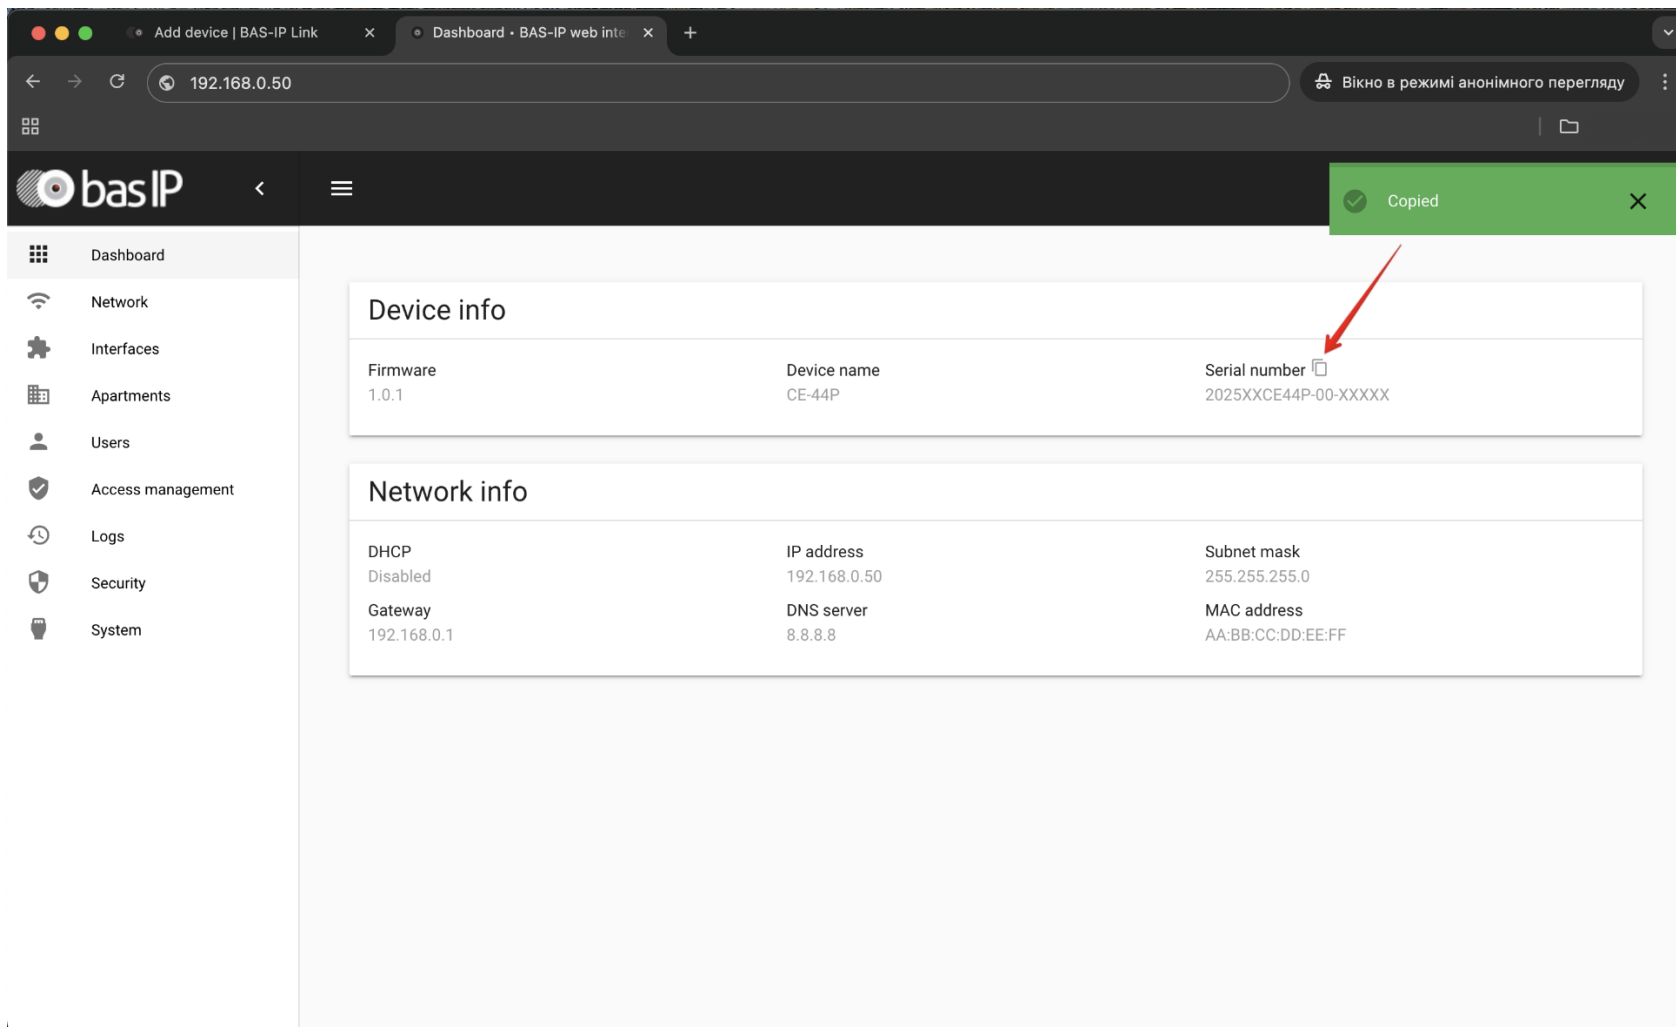 Add device | BAS-IP Link
Dashboard • BAS-IP web inte
192.168.0.50
Вікно в режимі анонімного перегляду
bas IP
Copied
Dashboard
Network
Interfaces
Apartments
Users
Access management
Logs
Security
System
Device info
Firmware
1.0.1
Device name
CE-44P
Serial number
2025XXCE44P-00-XXXXX
Network info
DHCP
Disabled
IP address
192.168.0.50
Subnet mask
255.255.255.0
Gateway
192.168.0.1
DNS server
8.8.8.8
MAC address
AA:BB:CC:DD:EE:FF